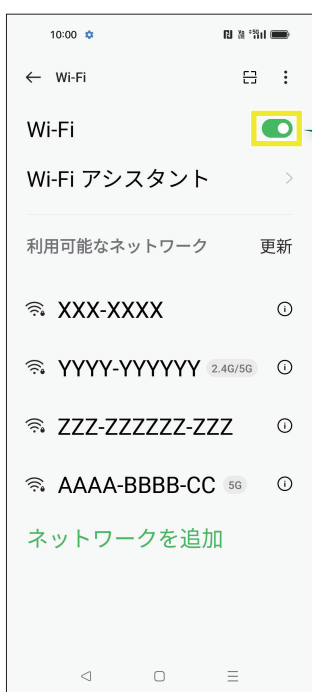 10:00
Wi-Fi
Wi-Fi
Wi-Fi アシスタント
利用可能なネットワーク 更新
XXX-XXXX
YYYY-YYYYYY 2.4G/5G
ZZZ-ZZZZZZ-ZZZ
AAAA-BBBB-CC 5G
ネットワークを追加